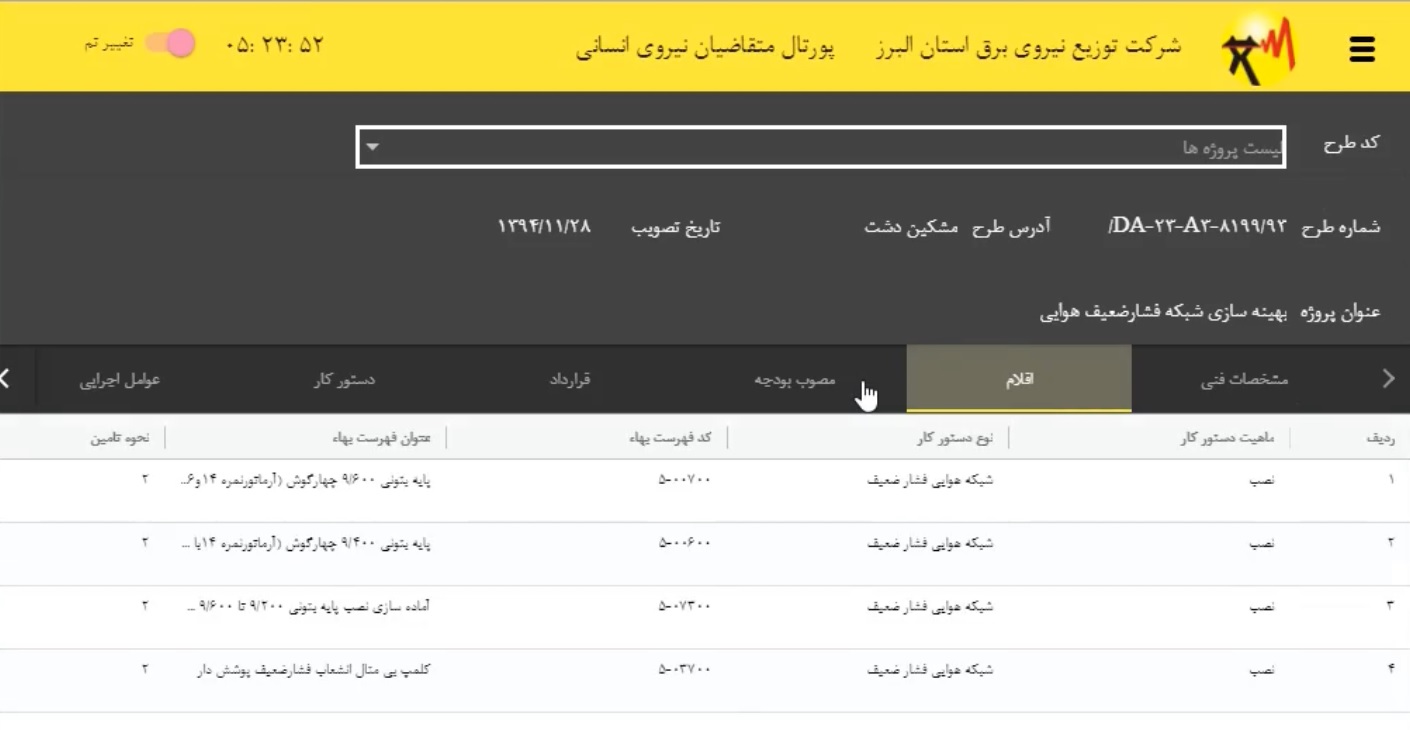 شرکت توزیع نیروی برق استان البرز پورتال متقاضیان نیروی انسانی ۰۵: ۲۳: ۵۲ تغییر تم
کد طرح لیست پروژه ها
شماره طرح DA-۲۳-A۳-۸۱۹۹/۹۳/ آدرس طرح مشکین دشت تاریخ تصویب ۱۳۹۴/۱۱/۲۸
عنوان پروژه بهینه سازی شبکه فشارضعیف هوایی
مشخصات فنی اقلام مصوب بودجه قرارداد دستور کار عوامل اجرایی
ردیف ماهیت دستور کار نوع دستور کار کد فهرست بهاء عنوان فهرست بهاء نحوه تامین
۱ نصب شبکه هوایی فشار ضعیف ۵-۰۰۷۰۰ پایه بتونی ۹/۶۰۰ چهارگوش (آرماتورنمره ۱۴و۶... ۲
۲ نصب شبکه هوایی فشار ضعیف ۵-۰۰۶۰۰ پایه بتونی ۹/۴۰۰ چهارگوش (آرماتورنمره ۱۴با ... ۲
۳ نصب شبکه هوایی فشار ضعیف ۵-۰۷۳۰۰ آماده سازی نصب پایه بتونی ۹/۲۰۰ تا ۹/۶۰۰ ... ۲
۴ نصب شبکه هوایی فشار ضعیف ۵-۰۳۷۰۰ کلمپ بی متال انشعاب فشارضعیف پوشش دار ۲